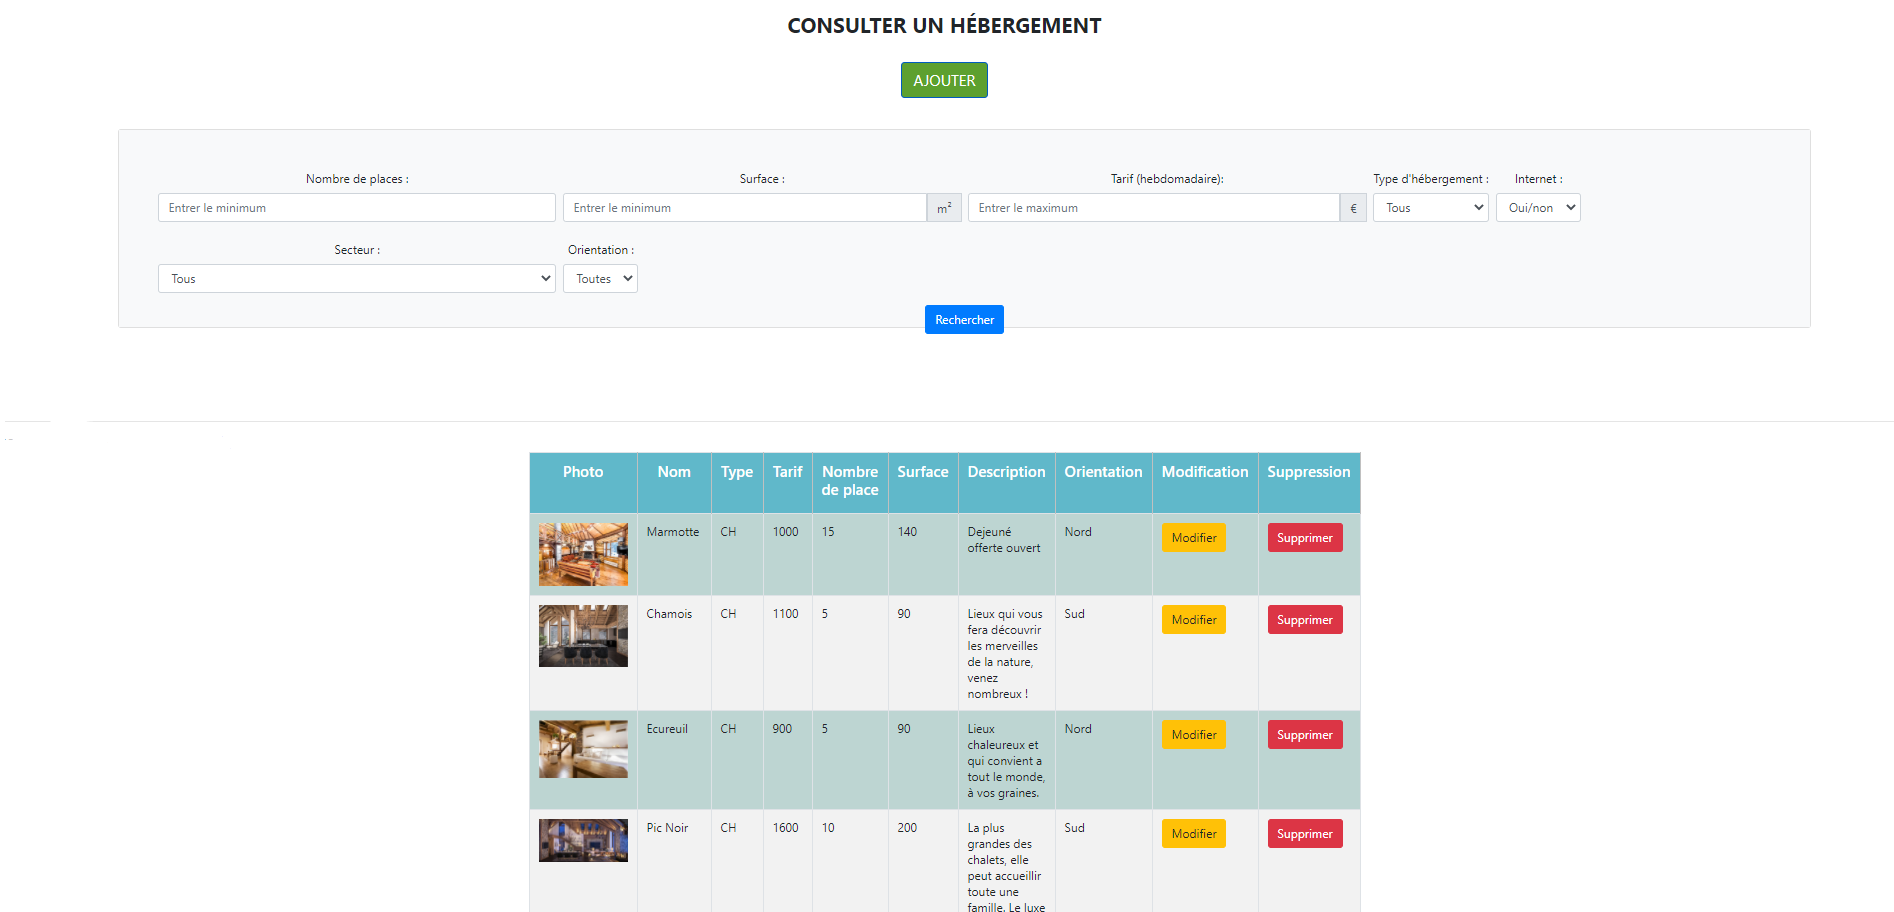 CONSULTER UN HÉBERGEMENT
AJOUTER
Nombre de places : Surface : Tarif (hebdomadaire): Type d'hébergement : Internet :
Entrer le minimum Entrer le minimum m² Entrer le maximum € Tous Oui/non
Secteur : Orientation :
Tous Toutes
Rechercher
Photo Nom Type Tarif Nombre de place Surface Description Orientation Modification Suppression
Marmotte CH 1000 15 140 Dejeuné Nord Modifier Supprimer
offerte ouvert
Chamois CH 1100 5 90 Lieux qui vous Sud Modifier Supprimer
fera découvrir
les merveilles
de la nature,
venez
nombreux !
Ecureuil CH 900 5 90 Lieux Nord Modifier Supprimer
chaleureux et
qui convient a
tout le monde,
à vos graines.
Pic Noir CH 1600 10 200 La plus Sud Modifier Supprimer
grandes des
chalets, elle
peut accueillir
toute une
famille. Le luxe